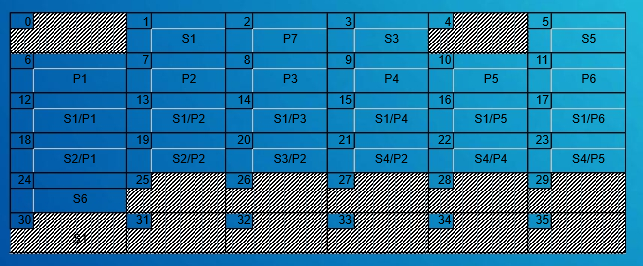 0 1 2 3 4 5
S1 P7 S3 S5
6 7 8 9 10 11
P1 P2 P3 P4 P5 P6
12 13 14 15 16 17
S1/P1 S1/P2 S1/P3 S1/P4 S1/P5 S1/P6
18 19 20 21 22 23
S2/P1 S2/P2 S3/P2 S4/P2 S4/P4 S4/P5
24 25 26 27 28 29
S6
30 31 32 33 34 35